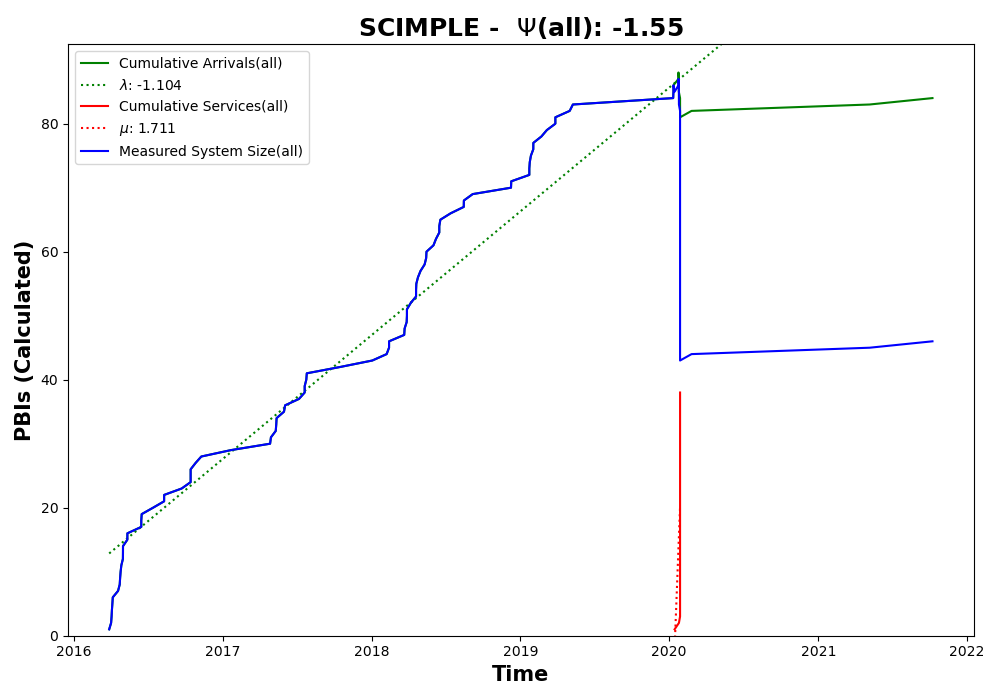 SCIMPLE - Ψ(all): -1.55
Cumulative Arrivals(all)
λ: -1.104
Cumulative Services(all)
μ: 1.711
Measured System Size(all)
PBIs (Calculated)
80
60
40
20
0
2016 2017 2018 2019 2020 2021 2022
Time